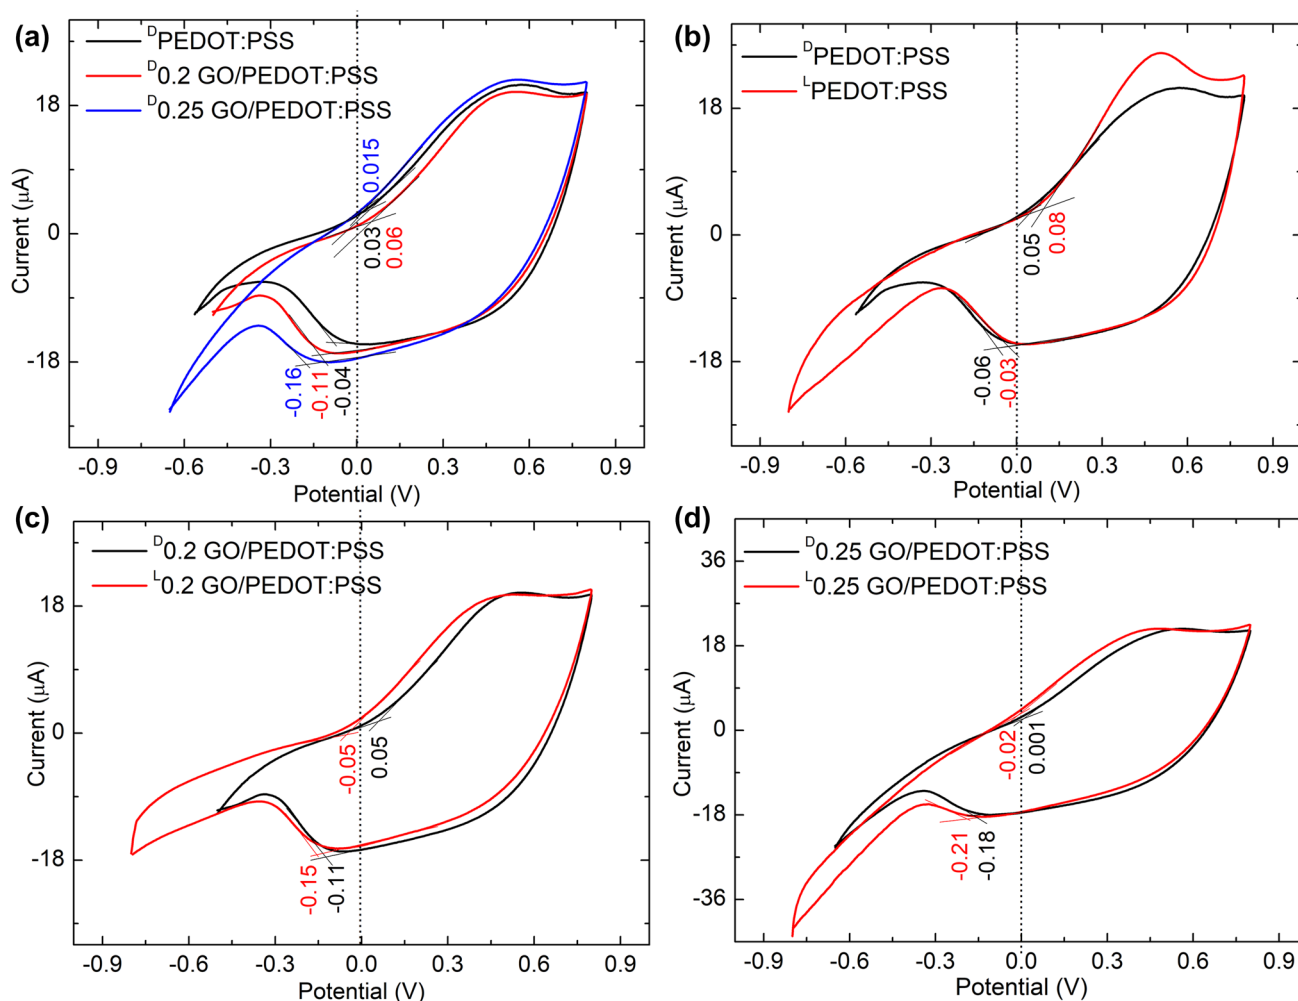 (a)
ᴰPEDOT:PSS
ᴰ0.2 GO/PEDOT:PSS
ᴰ0.25 GO/PEDOT:PSS
18
0
-18
Current (μA)
0.015
0.03
0.06
-0.16
-0.11
-0.04
-0.9 -0.6 -0.3 0.0 0.3 0.6 0.9
Potential (V)
(b)
ᴰPEDOT:PSS
ᴸPEDOT:PSS
18
0
-18
Current (μA)
0.05
0.08
-0.06
-0.03
-0.9 -0.6 -0.3 0.0 0.3 0.6 0.9
Potential (V)
(c)
ᴰ0.2 GO/PEDOT:PSS
ᴸ0.2 GO/PEDOT:PSS
18
0
-18
Current (μA)
-0.05
0.05
-0.15
-0.11
-0.9 -0.6 -0.3 0.0 0.3 0.6 0.9
Potential (V)
(d)
ᴰ0.25 GO/PEDOT:PSS
ᴸ0.25 GO/PEDOT:PSS
36
18
0
-18
-36
Current (μA)
-0.02
0.001
-0.21
-0.18
-0.9 -0.6 -0.3 0.0 0.3 0.6 0.9
Potential (V)